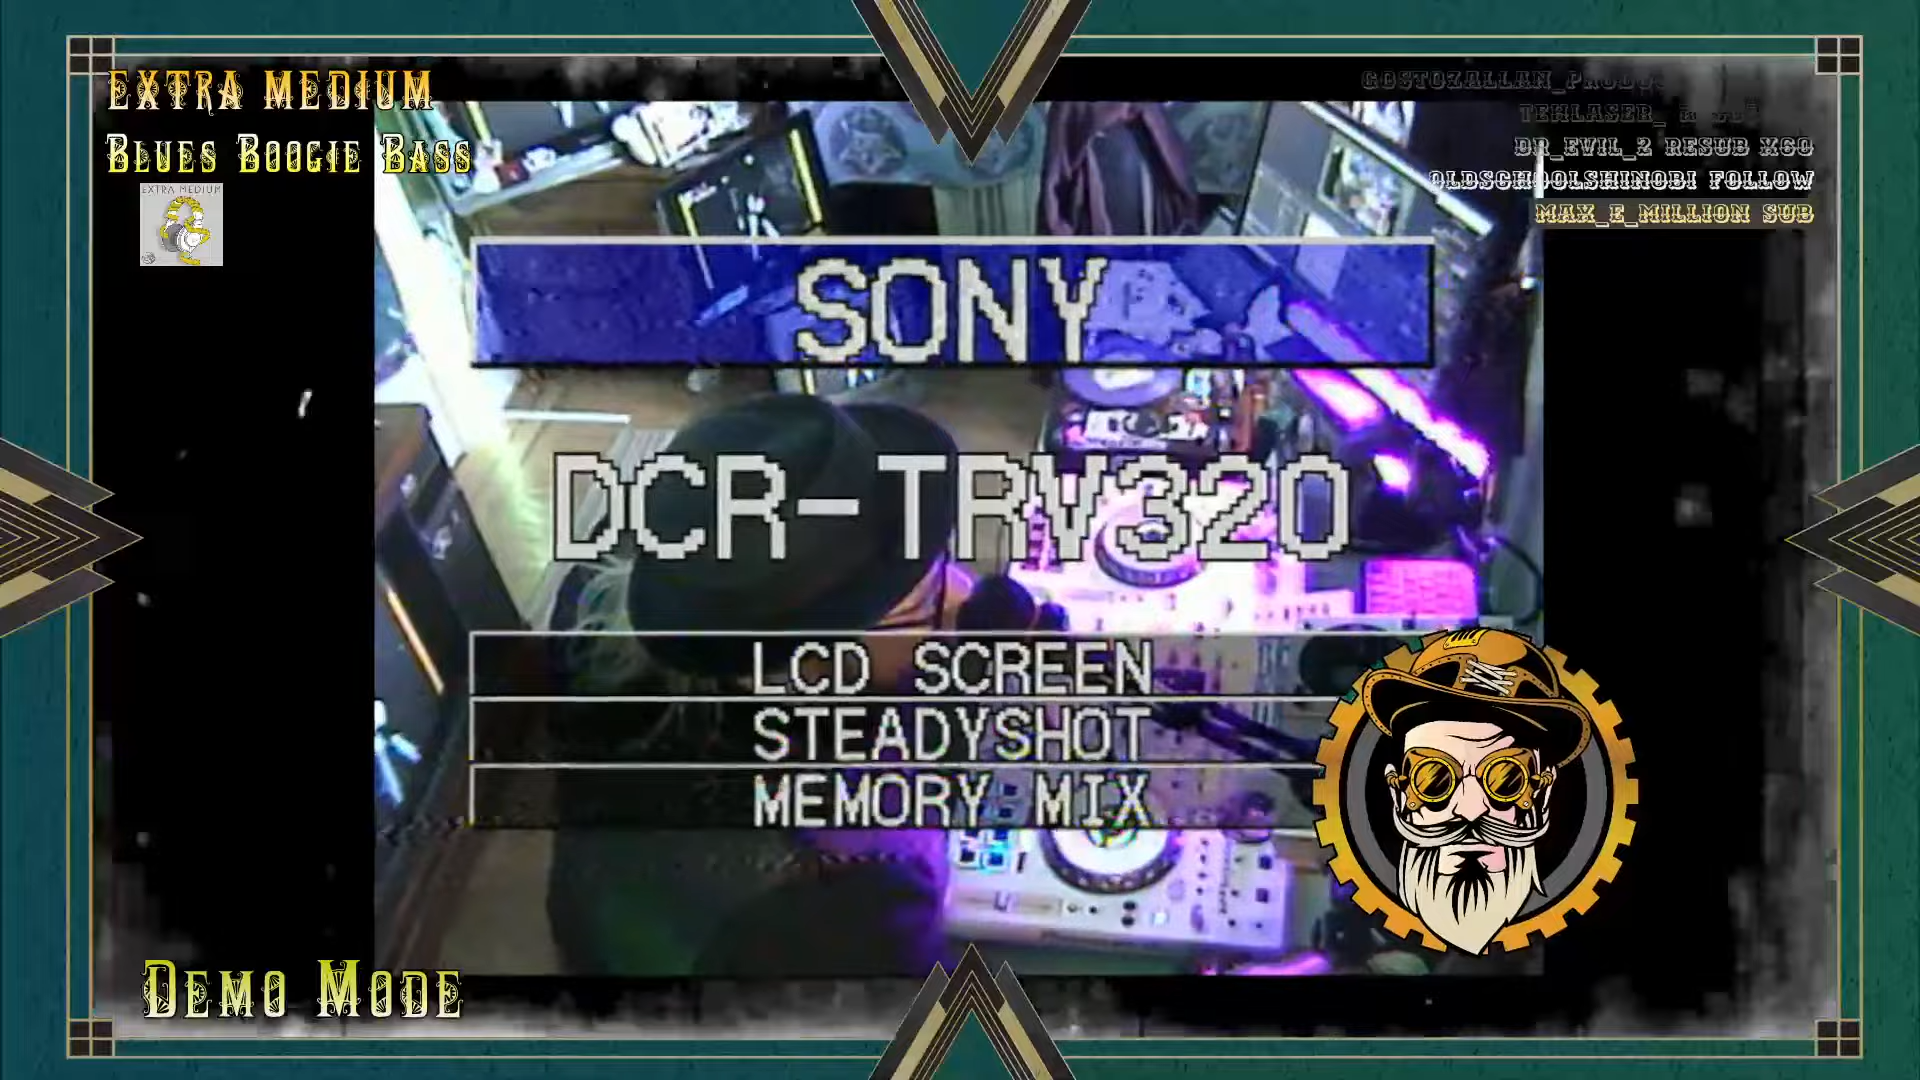 EXTRA MEDIUM
BLUES BOOGIE BASS
EXTRA MEDIUM
DR_EVIL_2 RESUB X60
OLDSCHOOLSHINOBI FOLLOW
MAX_E_MILLION SUB
SONY
DCR-TRV320
LCD SCREEN
STEADYSHOT
MEMORY MIX
DEMO MODE